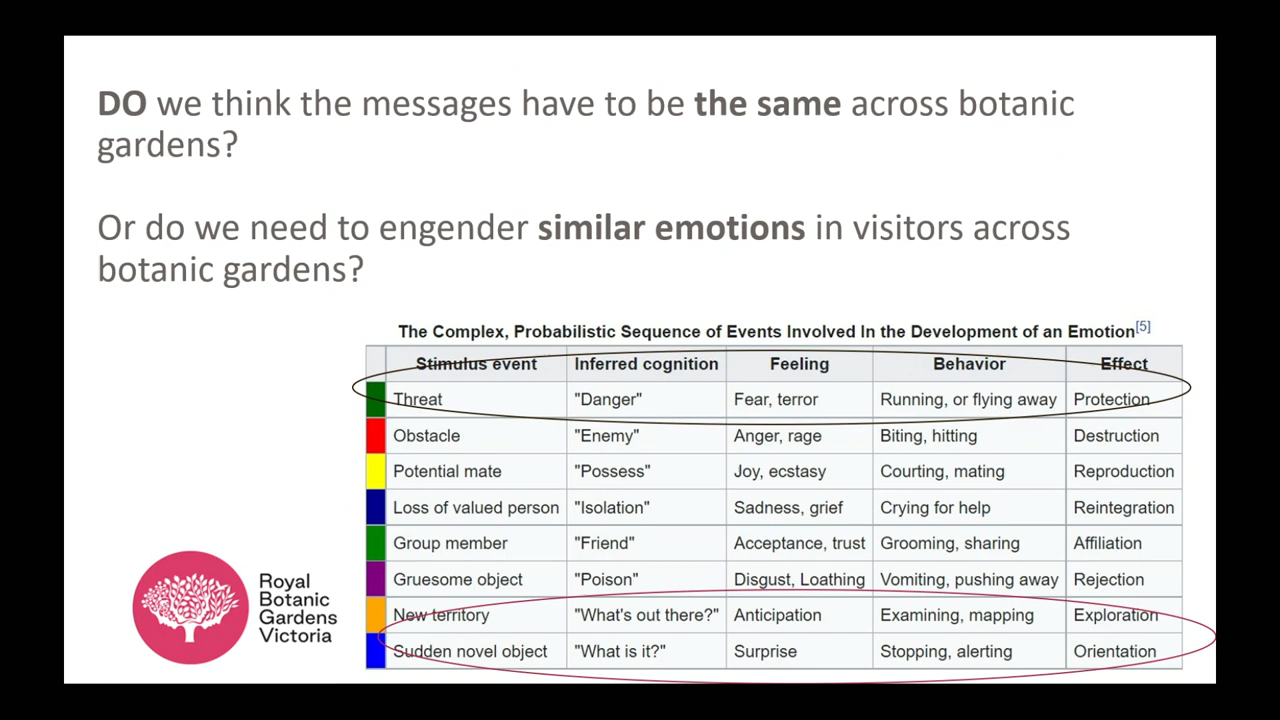 DO we think the messages have to be the same across botanic
gardens?
Or do we need to engender similar emotions in visitors across
botanic gardens?
The Complex, Probabilistic Sequence of Events Involved In the Development of an Emotion[5]
Stimulus event Inferred cognition Feeling Behavior Effect
Threat "Danger" Fear, terror Running, or flying away Protection
Obstacle "Enemy" Anger, rage Biting, hitting Destruction
Potential mate "Possess" Joy, ecstasy Courting, mating Reproduction
Loss of valued person "Isolation" Sadness, grief Crying for help Reintegration
Group member "Friend" Acceptance, trust Grooming, sharing Affiliation
Gruesome object "Poison" Disgust, Loathing Vomiting, pushing away Rejection
New territory "What's out there?" Anticipation Examining, mapping Exploration
Sudden novel object "What is it?" Surprise Stopping, alerting Orientation
Royal
Botanic
Gardens
Victoria